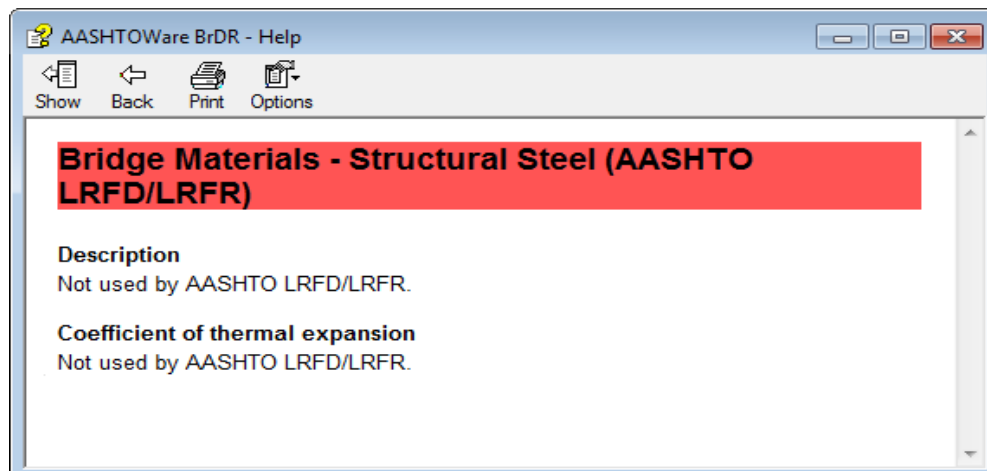 AASHTOWare BrDR - Help
Show Back Print Options
Bridge Materials - Structural Steel (AASHTO
LRFD/LRFR)
Description
Not used by AASHTO LRFD/LRFR.
Coefficient of thermal expansion
Not used by AASHTO LRFD/LRFR.